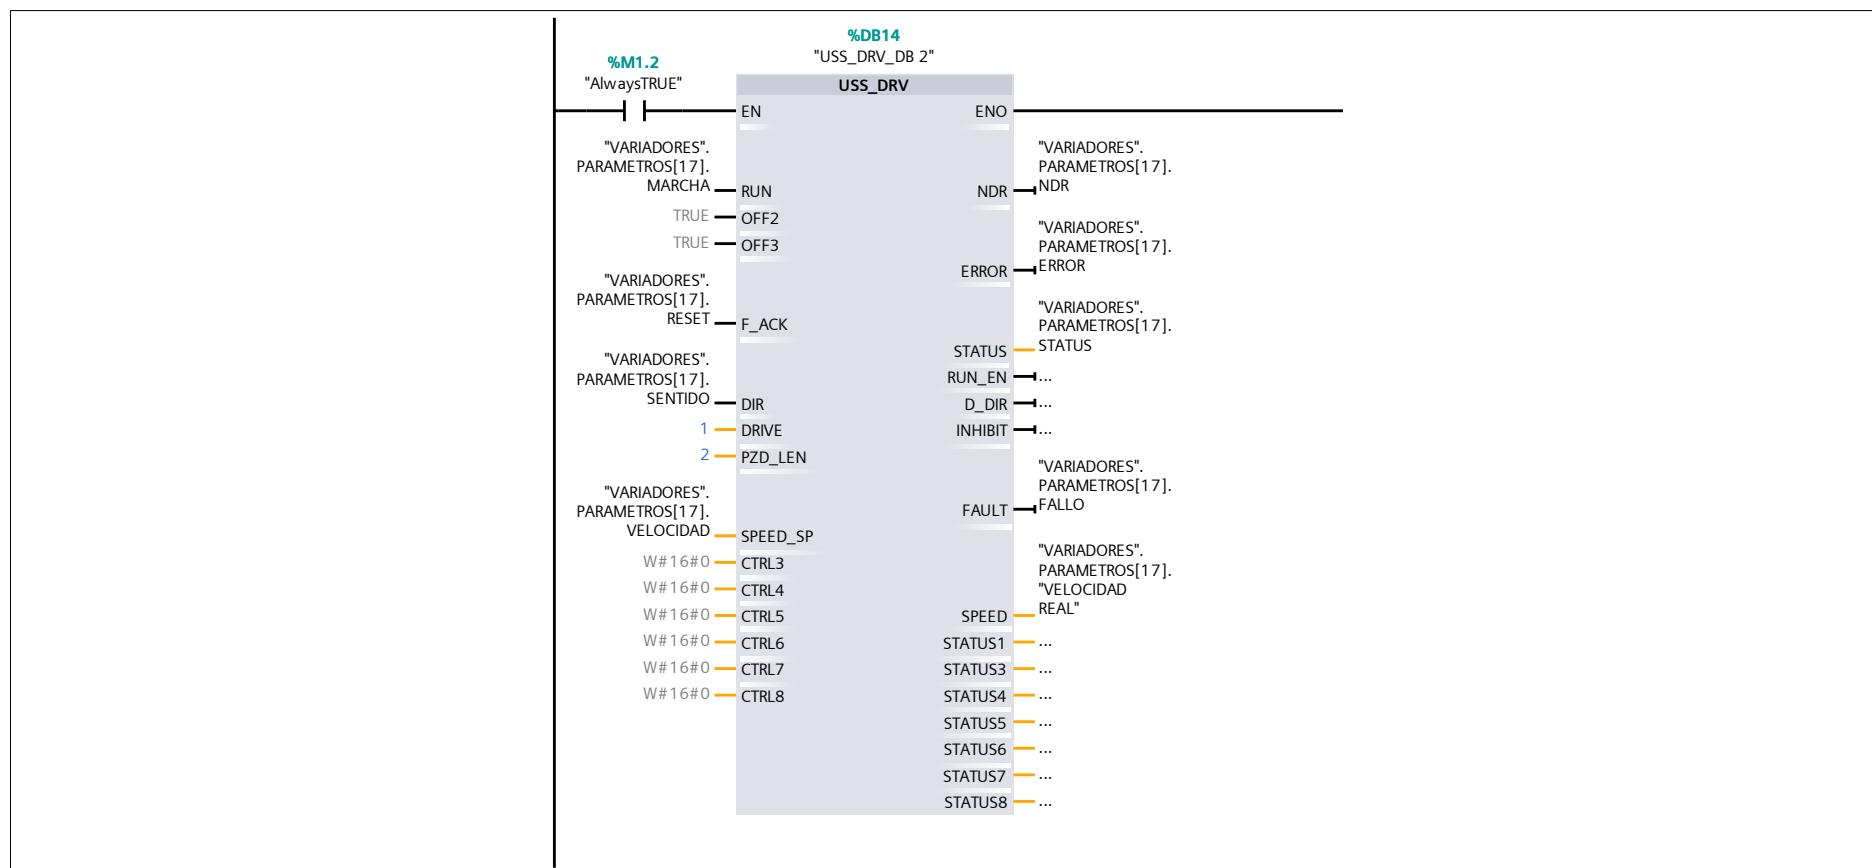 %DB14
"USS_DRV_DB 2"
%M1.2
"AlwaysTRUE"
USS_DRV
EN
ENO
"VARIADORES".
PARAMETROS[17].
MARCHA
RUN
"VARIADORES".
PARAMETROS[17].
NDR
NDR
TRUE
OFF2
TRUE
OFF3
"VARIADORES".
PARAMETROS[17].
ERROR
ERROR
"VARIADORES".
PARAMETROS[17].
RESET
F_ACK
"VARIADORES".
PARAMETROS[17].
STATUS
STATUS
"VARIADORES".
PARAMETROS[17].
SENTIDO
DIR
RUN_EN
...
D_DIR
...
1
DRIVE
INHIBIT
...
2
PZD_LEN
"VARIADORES".
PARAMETROS[17].
FALLO
FAULT
"VARIADORES".
PARAMETROS[17].
VELOCIDAD
SPEED_SP
W#16#0
CTRL3
W#16#0
CTRL4
W#16#0
CTRL5
"VARIADORES".
PARAMETROS[17].
"VELOCIDAD
REAL"
SPEED
W#16#0
CTRL6
STATUS1
...
W#16#0
CTRL7
STATUS3
...
W#16#0
CTRL8
STATUS4
...
STATUS5
...
STATUS6
...
STATUS7
...
STATUS8
...